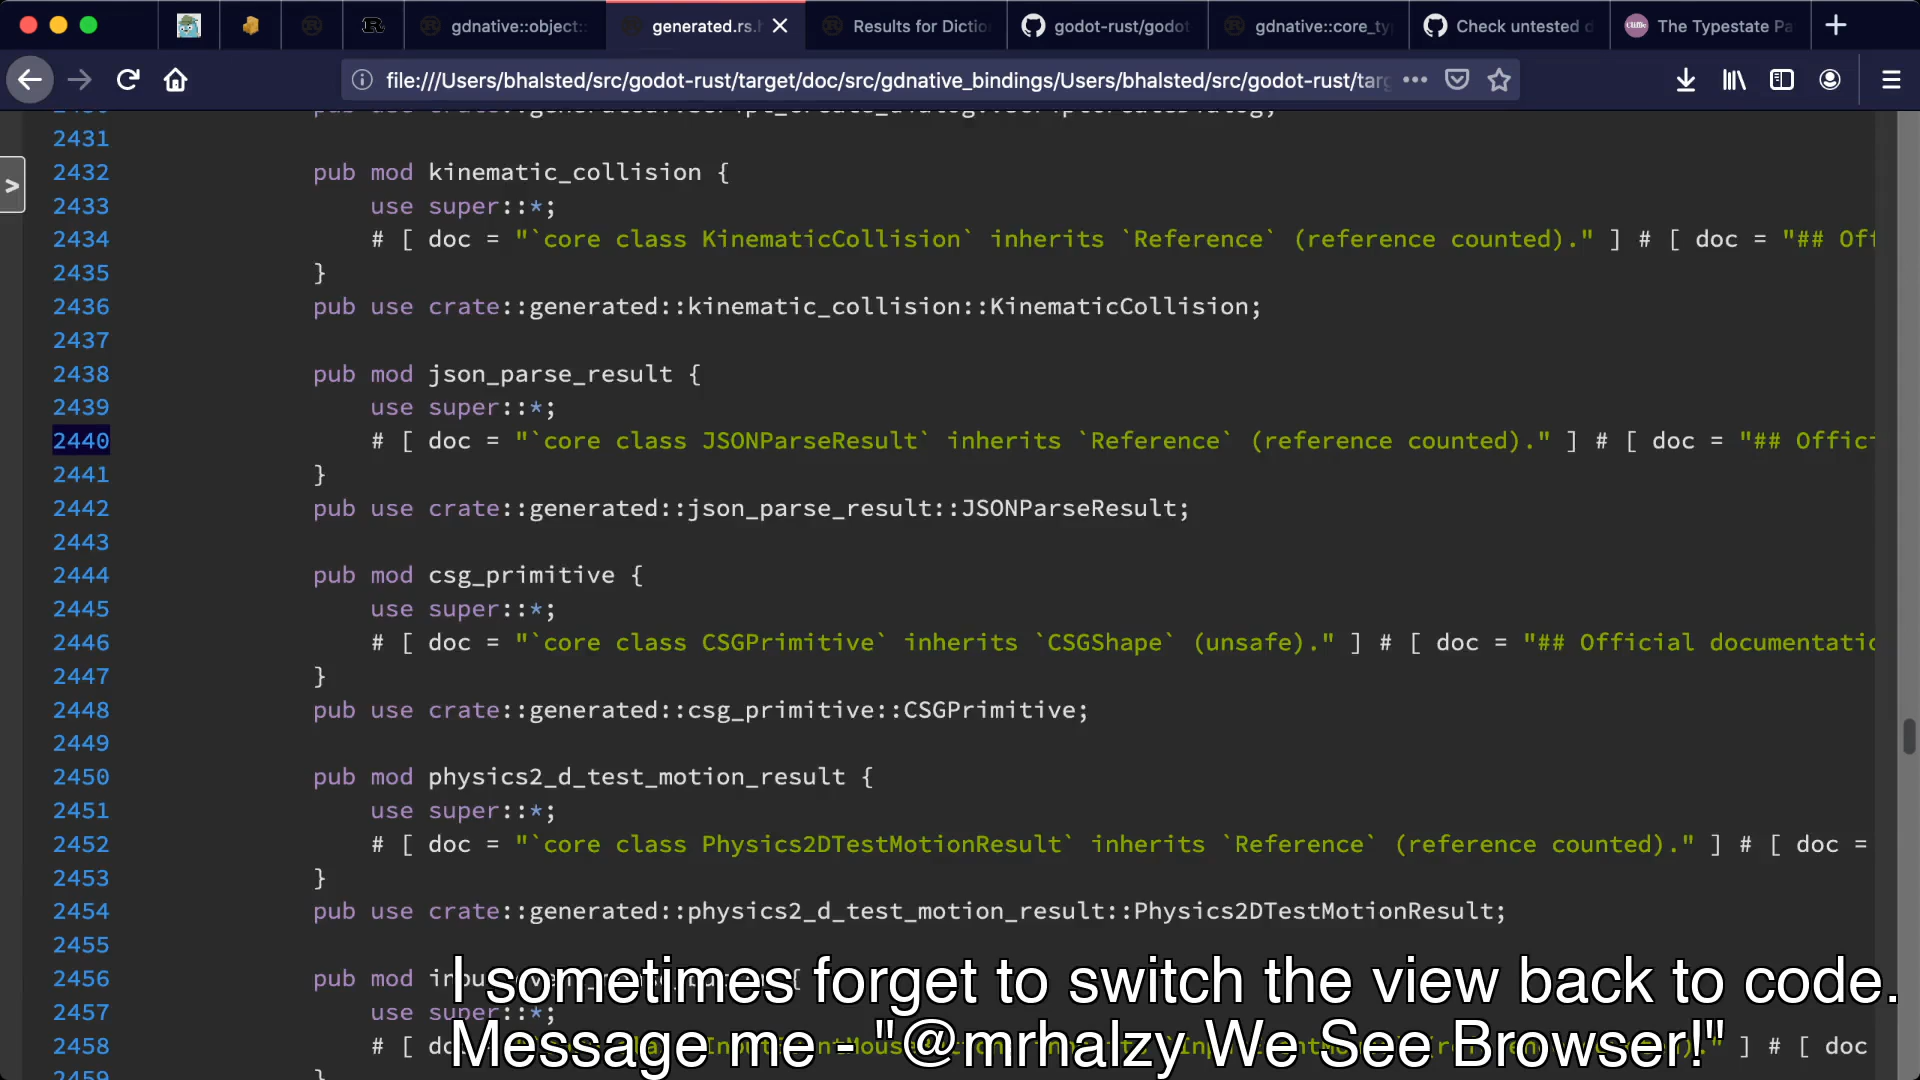 gdnative::object:
generated.rs.h
Results for Dictio
godot-rust/godot
gdnative::core_ty
Check untested d
The Typestate Pa
file:///Users/bhalsted/src/godot-rust/target/doc/src/gdnative_bindings/Users/bhalsted/src/godot-rust/tar
2431
2432 pub mod kinematic_collision {
2433 use super::*;
2434 # [ doc = "`core class KinematicCollision` inherits `Reference` (reference counted)." ] # [ doc = "## Off
2435 }
2436 pub use crate::generated::kinematic_collision::KinematicCollision;
2437
2438 pub mod json_parse_result {
2439 use super::*;
2440 # [ doc = "`core class JSONParseResult` inherits `Reference` (reference counted)." ] # [ doc = "## Offic
2441 }
2442 pub use crate::generated::json_parse_result::JSONParseResult;
2443
2444 pub mod csg_primitive {
2445 use super::*;
2446 # [ doc = "`core class CSGPrimitive` inherits `CSGShape` (unsafe)." ] # [ doc = "## Official documentatio
2447 }
2448 pub use crate::generated::csg_primitive::CSGPrimitive;
2449
2450 pub mod physics2_d_test_motion_result {
2451 use super::*;
2452 # [ doc = "`core class Physics2DTestMotionResult` inherits `Reference` (reference counted)." ] # [ doc =
2453 }
2454 pub use crate::generated::physics2_d_test_motion_result::Physics2DTestMotionResult;
2455
2456 pub mod {
2457 use super::*;
2458 # [ ] # [ doc
2459 }
I sometimes forget to switch the view back to code.
Message me - "@mrhalzy We See Browser!"